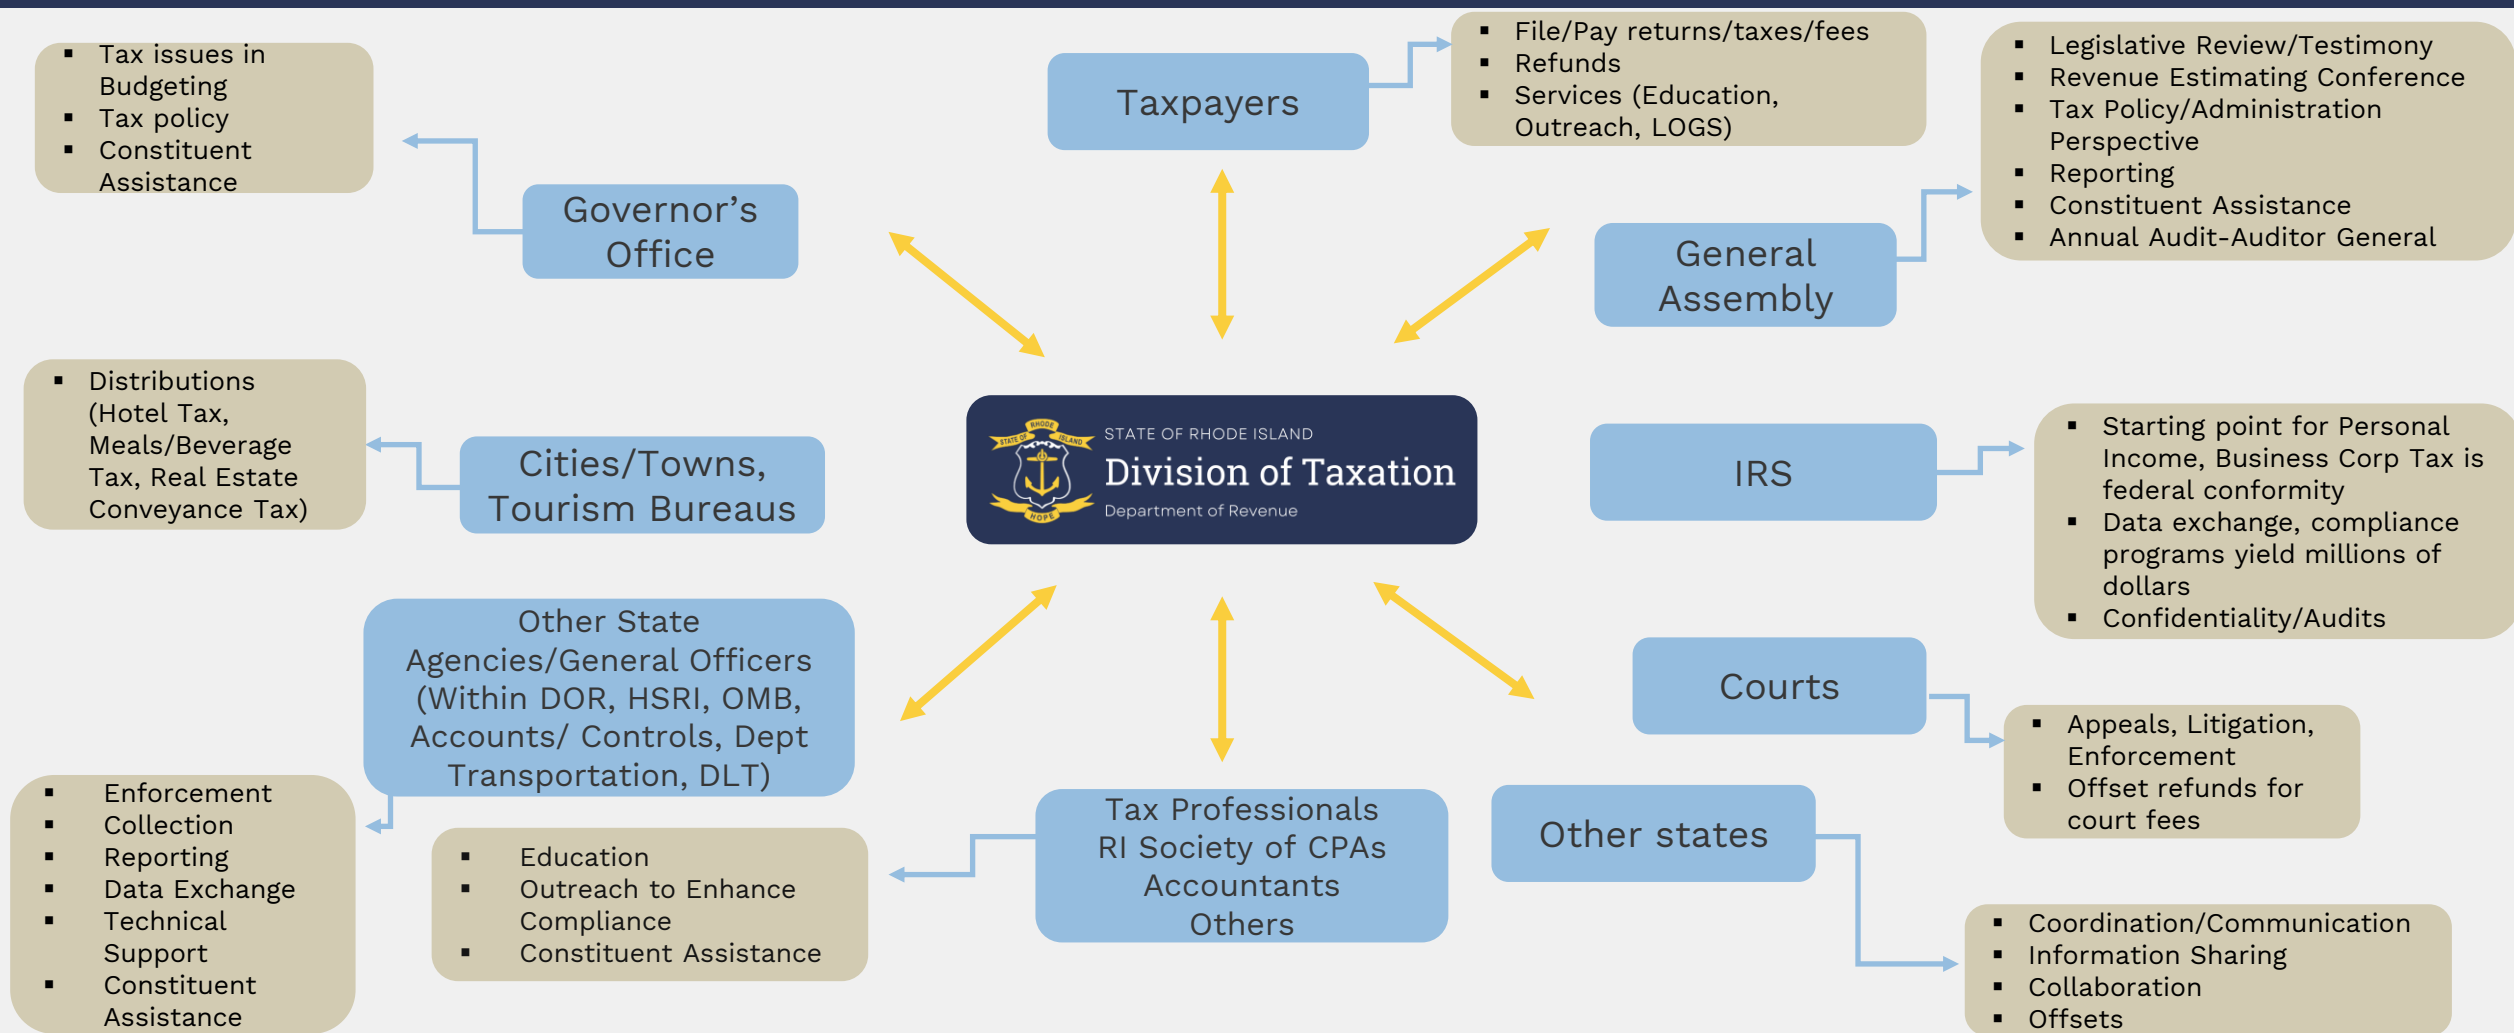 Tax issues in
Budgeting
Tax policy
Constituent
Assistance
Governor’s
Office
Taxpayers
File/Pay returns/taxes/fees
Refunds
Services (Education,
Outreach, LOGS)
Legislative Review/Testimony
Revenue Estimating Conference
Tax Policy/Administration
Perspective
Reporting
Constituent Assistance
Annual Audit-Auditor General
General
Assembly
Distributions
(Hotel Tax,
Meals/Beverage
Tax, Real Estate
Conveyance Tax)
Cities/Towns,
Tourism Bureaus
STATE OF RHODE ISLAND
HOPE
STATE OF RHODE ISLAND
Division of Taxation
Department of Revenue
IRS
Starting point for Personal
Income, Business Corp Tax is
federal conformity
Data exchange, compliance
programs yield millions of
dollars
Confidentiality/Audits
Other State
Agencies/General Officers
(Within DOR, HSRI, OMB,
Accounts/ Controls, Dept
Transportation, DLT)
Enforcement
Collection
Reporting
Data Exchange
Technical
Support
Constituent
Assistance
Education
Outreach to Enhance
Compliance
Constituent Assistance
Tax Professionals
RI Society of CPAs
Accountants
Others
Courts
Appeals, Litigation,
Enforcement
Offset refunds for
court fees
Other states
Coordination/Communication
Information Sharing
Collaboration
Offsets